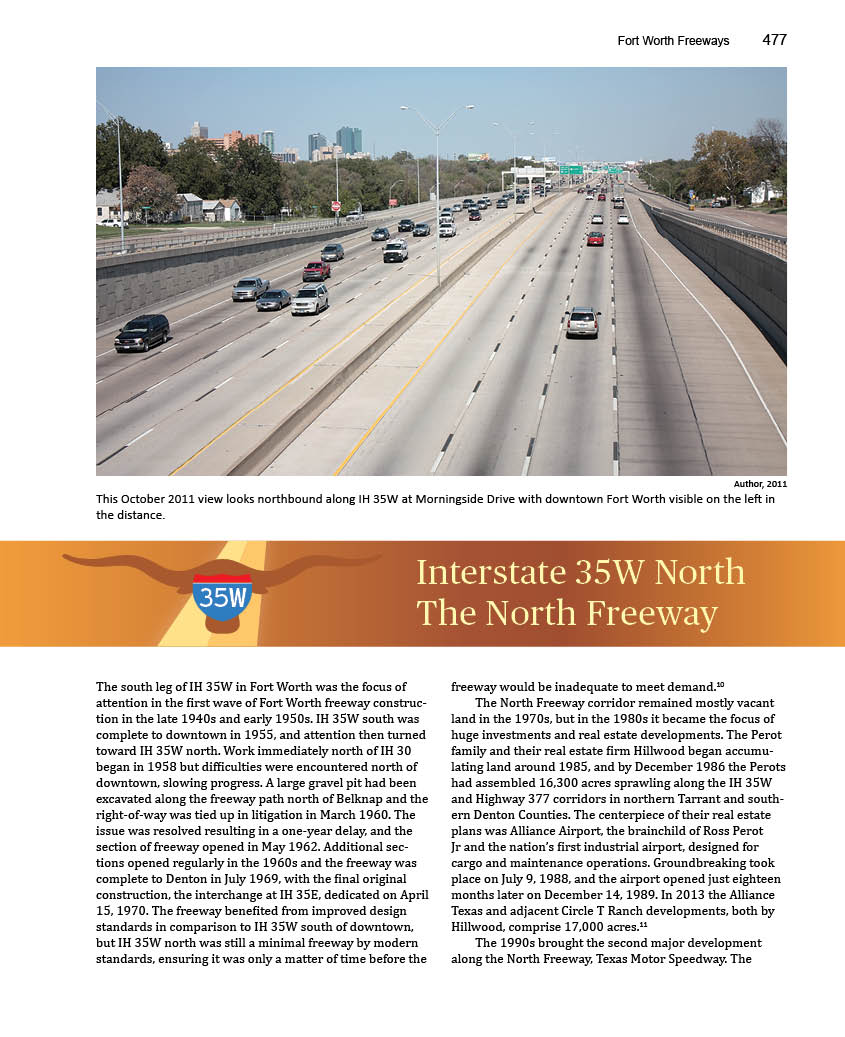 Fort Worth Freeways 477
Author, 2011
This October 2011 view looks northbound along IH 35W at Morningside Drive with downtown Fort Worth visible on the left in
the distance.
35W
Interstate 35W North
The North Freeway
The south leg of IH 35W in Fort Worth was the focus of
attention in the first wave of Fort Worth freeway construc-
tion in the late 1940s and early 1950s. IH 35W south was
complete to downtown in 1955, and attention then turned
toward IH 35W north. Work immediately north of IH 30
began in 1958 but difficulties were encountered north of
downtown, slowing progress. A large gravel pit had been
excavated along the freeway path north of Belknap and the
right-of-way was tied up in litigation in March 1960. The
issue was resolved resulting in a one-year delay, and the
section of freeway opened in May 1962. Additional sec-
tions opened regularly in the 1960s and the freeway was
complete to Denton in July 1969, with the final original
construction, the interchange at IH 35E, dedicated on April
15, 1970. The freeway benefited from improved design
standards in comparison to IH 35W south of downtown,
but IH 35W north was still a minimal freeway by modern
standards, ensuring it was only a matter of time before the
freeway would be inadequate to meet demand.¹⁰
The North Freeway corridor remained mostly vacant
land in the 1970s, but in the 1980s it became the focus of
huge investments and real estate developments. The Perot
family and their real estate firm Hillwood began accumu-
lating land around 1985, and by December 1986 the Perots
had assembled 16,300 acres sprawling along the IH 35W
and Highway 377 corridors in northern Tarrant and south-
ern Denton Counties. The centerpiece of their real estate
plans was Alliance Airport, the brainchild of Ross Perot
Jr and the nation's first industrial airport, designed for
cargo and maintenance operations. Groundbreaking took
place on July 9, 1988, and the airport opened just eighteen
months later on December 14, 1989. In 2013 the Alliance
Texas and adjacent Circle T Ranch developments, both by
Hillwood, comprise 17,000 acres.¹¹
The 1990s brought the second major development
along the North Freeway, Texas Motor Speedway. The